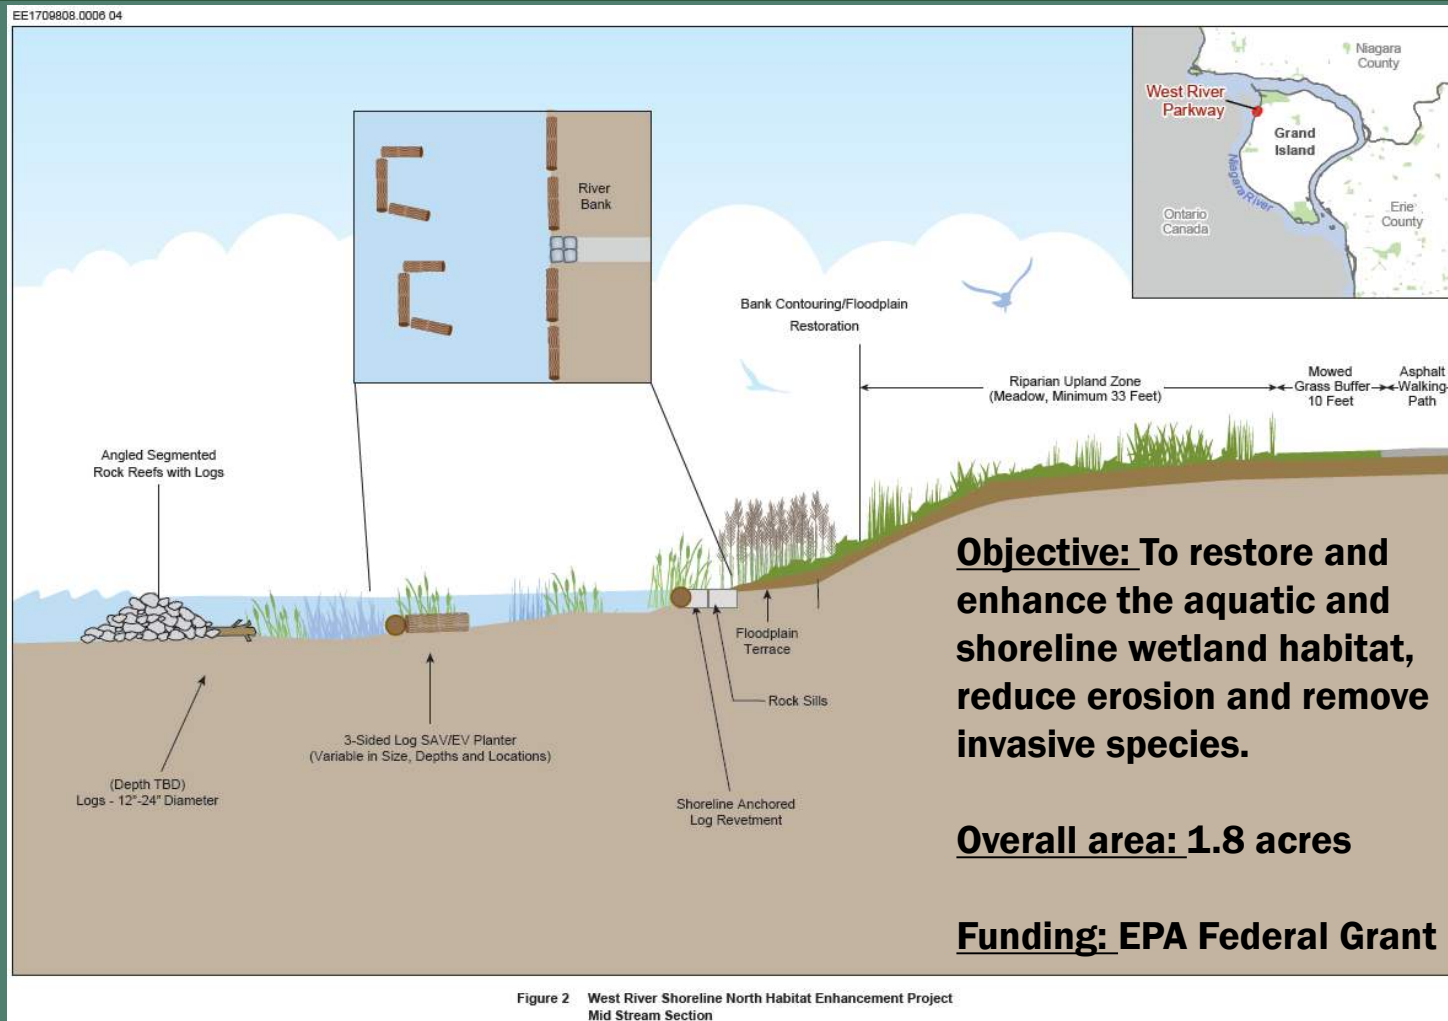 EE1709808.0006 04
Niagara
County
West River
Parkway
Grand
Island
Niagara River
Ontario
Canada
Erie
County
River
Bank
Bank Contouring/Floodplain
Restoration
Riparian Upland Zone
(Meadow, Minimum 33 Feet)
Mowed
Grass Buffer
10 Feet
Asphalt
Walking
Path
Angled Segmented
Rock Reefs with Logs
Floodplain
Terrace
Rock Sills
3-Sided Log SAV/EV Planter
(Variable in Size, Depths and Locations)
(Depth TBD)
Logs - 12"-24" Diameter
Shoreline Anchored
Log Revetment
Objective: To restore and
enhance the aquatic and
shoreline wetland habitat,
reduce erosion and remove
invasive species.
Overall area: 1.8 acres
Funding: EPA Federal Grant
Figure 2 West River Shoreline North Habitat Enhancement Project
Mid Stream Section